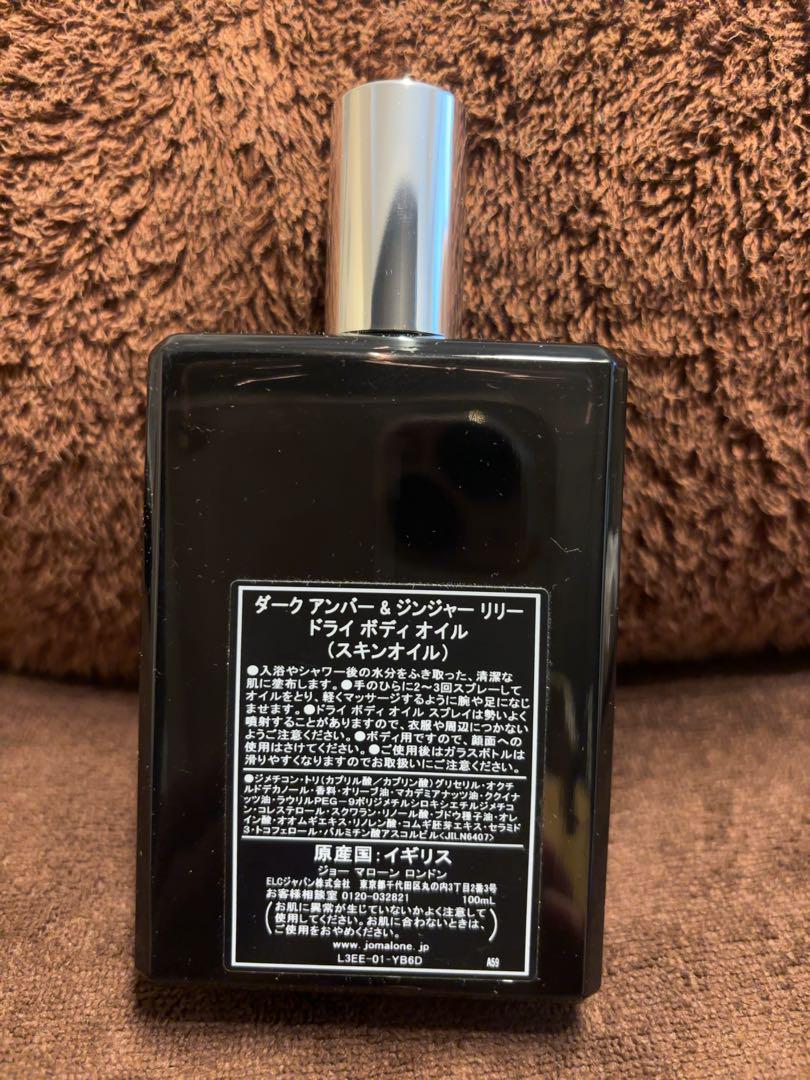 ダーク アンバー & ジンジャー リリー
ドライ ボディ オイル
(スキンオイル)
●入浴やシャワー後の水分をふき取った、清潔な
肌に塗布します。●手のひらに2〜3回スプレーして
オイルをとり、軽くマッサージするように腕や足になじ
ませます。●ドライ ボディ オイル スプレイは勢いよく
噴射することがありますので、衣服や周辺につかない
ようご注意ください。●ボディ用ですので、顔面への
使用はさけてください。●ご使用後はガラスボトルは
滑りやすくなりますのでお取扱いにご注意ください。
●ジメチコン・トリ(カプリル酸/カプリン酸)グリセリル・オクチ
ルドデカノール・香料・オリーブ油・マカデミアナッツ油・ククイナ
ッツ油・ラウリルPEG-9ポリジメチルシロキシエチルジメチコ
ン・コレステロール・スクワラン・リノール酸・ブドウ種子油・オレ
イン酸・オオムギエキス・リノレン酸・コムギ胚芽エキス・セラミド
3・トコフェロール・パルミチン酸アスコルビル<JILN6407>
原産国:イギリス
ジョー マローン ロンドン
ELCジャパン株式会社 東京都千代田区丸の内3丁目2番3号
お客様相談室 0120-032821 100mL
(お肌に異常が生じていないかよく注意して
使用してください。お肌に合わないときは、
ご使用をおやめください。)
www.jomalone.jp
L3EE-01-YB6D A59